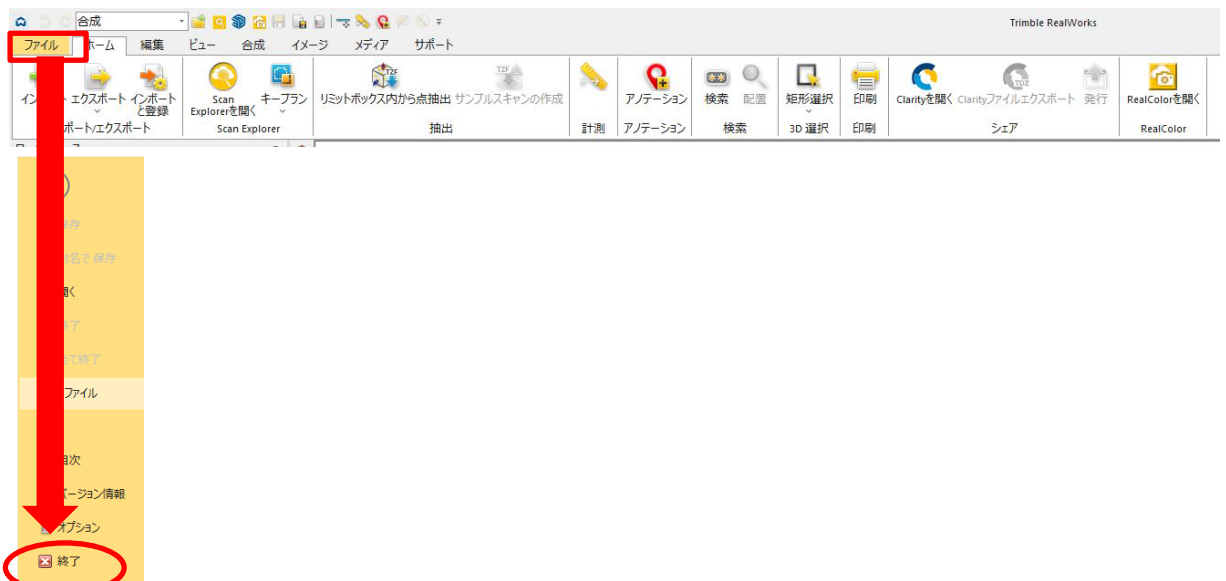 合成
Trimble RealWorks
ファイル ホーム 編集 ビュー 合成 イメージ メディア サポート
エクスポート インポートと登録 Scan Explorerを開く キープラン リミットボックス内から点抽出 サンプルスキャンの作成 アノテーション 検索 配置 矩形選択 印刷 Clarityを開く Clarityファイルエクスポート 発行 RealColorを開く
ポート/エクスポート Scan Explorer 抽出 計測 アノテーション 検索 3D 選択 印刷 シェア RealColor
保存
別名で 保存
開く
終了
全て終了
ファイル
目次
バージョン情報
オプション
終了